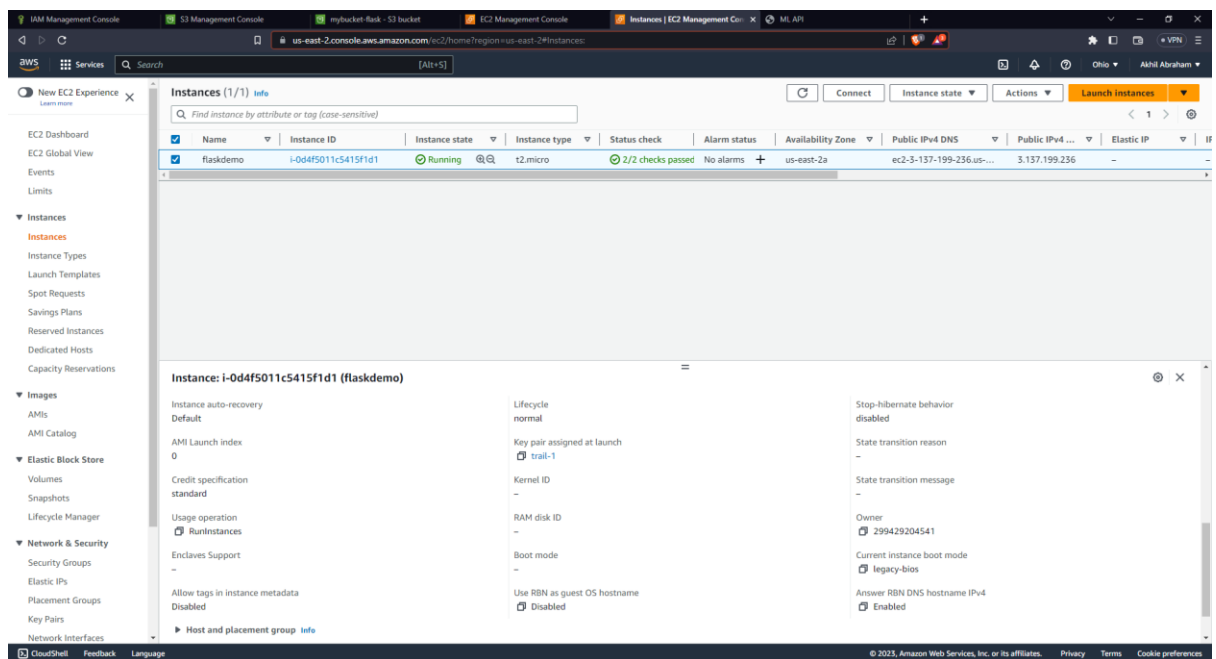 IAM Management Console S3 Management Console mybucket-flask - S3 bucket EC2 Management Console Instances | EC2 Management Con ML API
us-east-2.console.aws.amazon.com/ec2/home?region=us-east-2#Instances: VPN
aws Services Search [Alt+S] Ohio Akhil Abraham
New EC2 Experience
Learn more
EC2 Dashboard
EC2 Global View
Events
Limits
Instances
Instances
Instance Types
Launch Templates
Spot Requests
Savings Plans
Reserved Instances
Dedicated Hosts
Capacity Reservations
Images
AMIs
AMI Catalog
Elastic Block Store
Volumes
Snapshots
Lifecycle Manager
Network & Security
Security Groups
Elastic IPs
Placement Groups
Key Pairs
Network Interfaces
Instances (1/1) Info Connect Instance state Actions Launch instances
Find instance by attribute or tag (case-sensitive) 1
Name Instance ID Instance state Instance type Status check Alarm status Availability Zone Public IPv4 DNS Public IPv4 ... Elastic IP
flaskdemo i-0d4f5011c5415f1d1 Running t2.micro 2/2 checks passed No alarms + us-east-2a ec2-3-137-199-236.us-... 3.137.199.236 –
Instance: i-0d4f5011c5415f1d1 (flaskdemo)
Instance auto-recovery Lifecycle Stop-hibernate behavior
Default normal disabled
AMI Launch index Key pair assigned at launch State transition reason
0 trail-1 –
Credit specification Kernel ID State transition message
standard – –
Usage operation RAM disk ID Owner
RunInstances – 299429204541
Enclaves Support Boot mode Current instance boot mode
– – legacy-bios
Allow tags in instance metadata Use RBN as guest OS hostname Answer RBN DNS hostname IPv4
Disabled Disabled Enabled
Host and placement group Info
CloudShell Feedback Language © 2023, Amazon Web Services, Inc. or its affiliates. Privacy Terms Cookie preferences